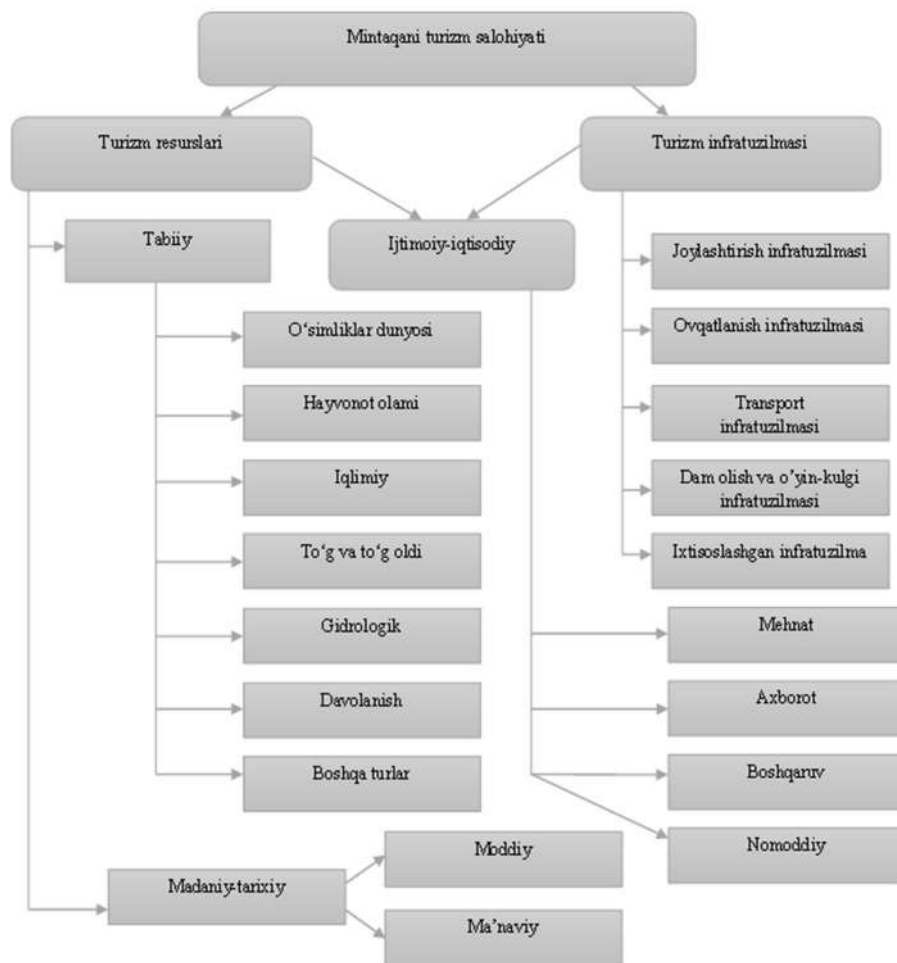 Mintaqani turizm salohiyati
Turizm resurslari
Turizm infratuzilmasi
Tabiiy
Ijtimoiy-iqtisodiy
Joylashtirish infratuzilmasi
O‘simliklar dunyosi
Ovqatlanish infratuzilmasi
Hayvonot olami
Transport
infratuzilmasi
Iqlimiy
Dam olish va o’yin-kulgi
infratuzilmasi
To‘g va to‘g oldi
Ixtisoslashgan infratuzilma
Gidrologik
Mehnat
Davolanish
Axborot
Boshqa turlar
Boshqaruv
Moddiy
Nomoddiy
Madaniy-tarixiy
Ma’naviy